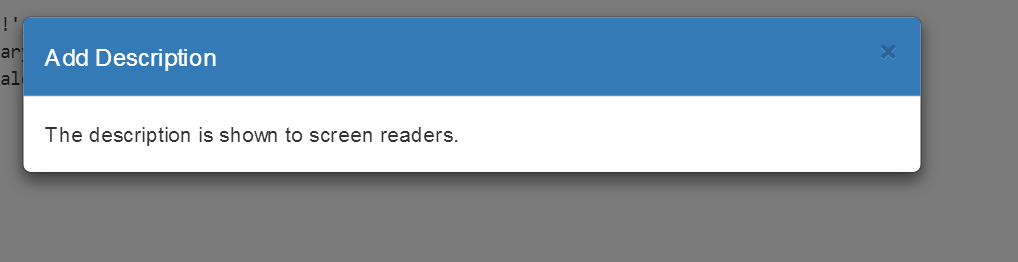 !'
Add Description
×
The description is shown to screen readers.